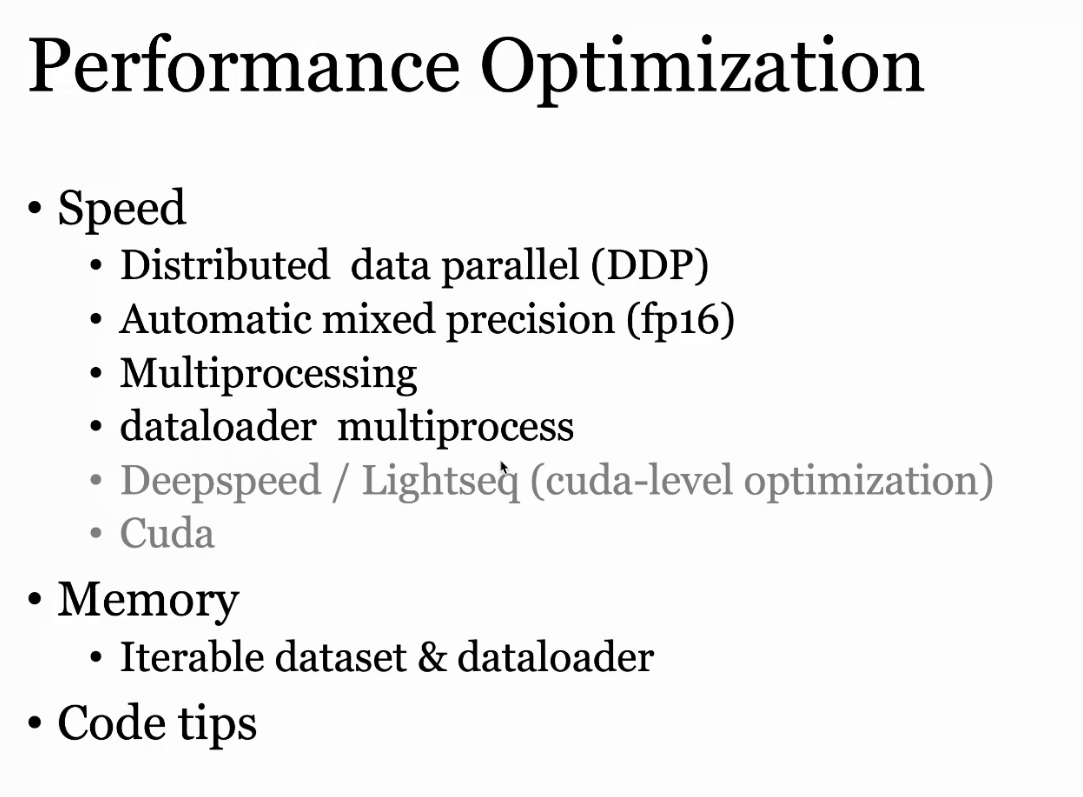 Performance Optimization
• Speed
• Distributed  data parallel (DDP)
• Automatic mixed precision (fp16)
• Multiprocessing
• dataloader  multiprocess
• Deepspeed / Lightseq (cuda-level optimization)
• Cuda
• Memory
• Iterable dataset & dataloader
• Code tips